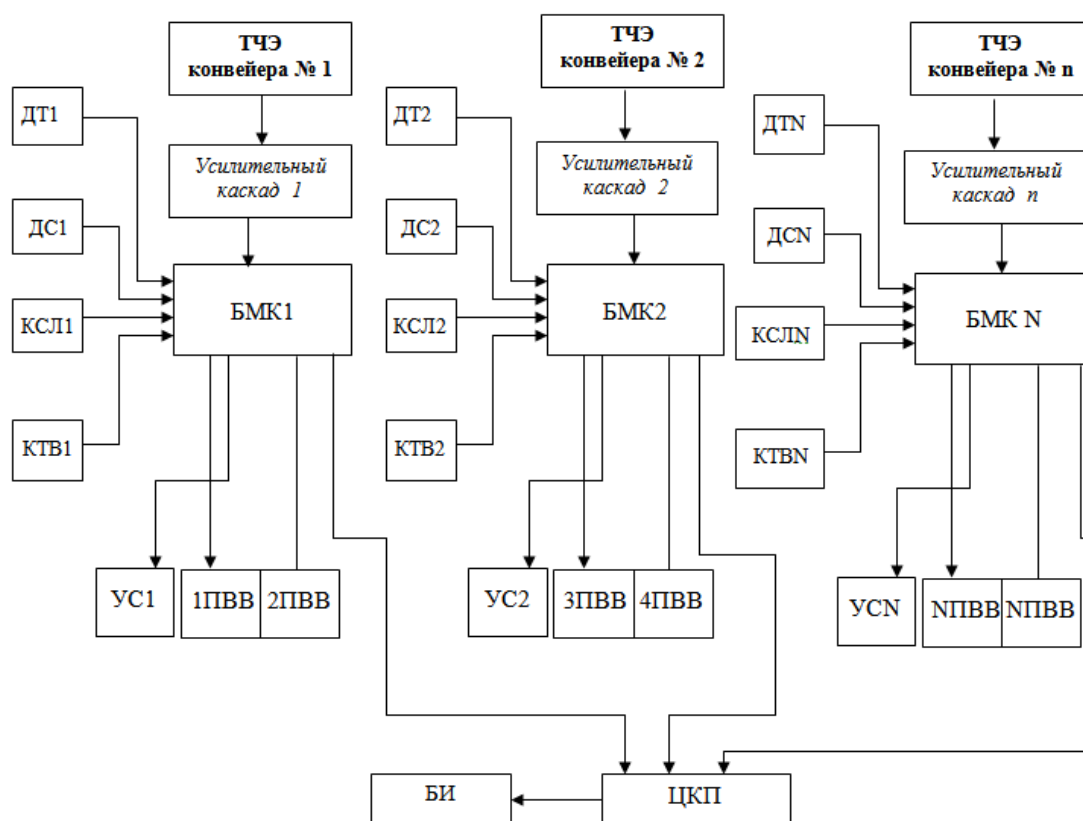 ТЧЭ
конвейера № 1
ТЧЭ
конвейера № 2
ТЧЭ
конвейера № n
ДТ1
ДТ2
ДТN
Усилительный
каскад 1
Усилительный
каскад 2
Усилительный
каскад n
ДС1
ДС2
ДСN
БМК1
БМК2
БМК N
КСЛ1
КСЛ2
КСЛN
КТВ1
КТВ2
КТВN
УС1
1ПВВ
2ПВВ
УС2
3ПВВ
4ПВВ
УСN
NПВВ
NПВВ
БИ
ЦКП